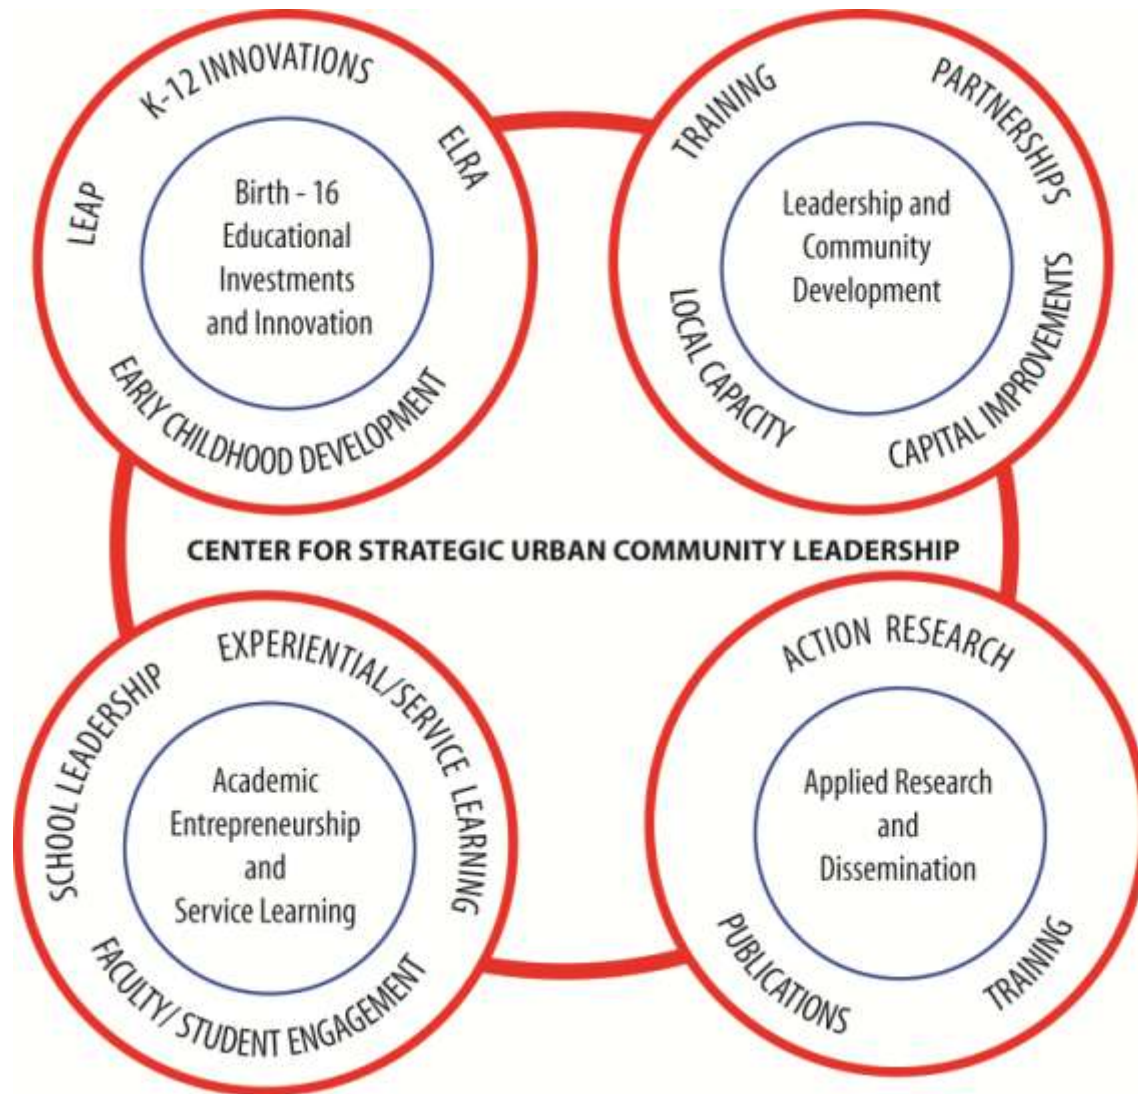 K-12 INNOVATIONS
LEAP
ELRA
Birth - 16
Educational
Investments
and Innovation
EARLY CHILDHOOD DEVELOPMENT
TRAINING
PARTNERSHIPS
Leadership and
Community
Development
LOCAL CAPACITY
CAPITAL IMPROVEMENTS
CENTER FOR STRATEGIC URBAN COMMUNITY LEADERSHIP
SCHOOL LEADERSHIP
EXPERIENTIAL/SERVICE LEARNING
Academic
Entrepreneurship
and
Service Learning
FACULTY/ STUDENT ENGAGEMENT
ACTION RESEARCH
Applied Research
and
Dissemination
PUBLICATIONS
TRAINING